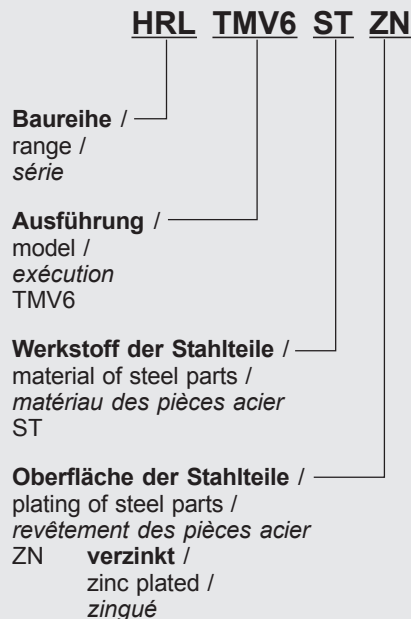 HRL TMV6 ST ZN
Baureihe /
range /
série
Ausführung /
model /
exécution
TMV6
Werkstoff der Stahlteile /
material of steel parts /
matériau des pièces acier
ST
Oberfläche der Stahlteile /
plating of steel parts /
revêtement des pièces acier
ZN verzinkt /
zinc plated /
zingué